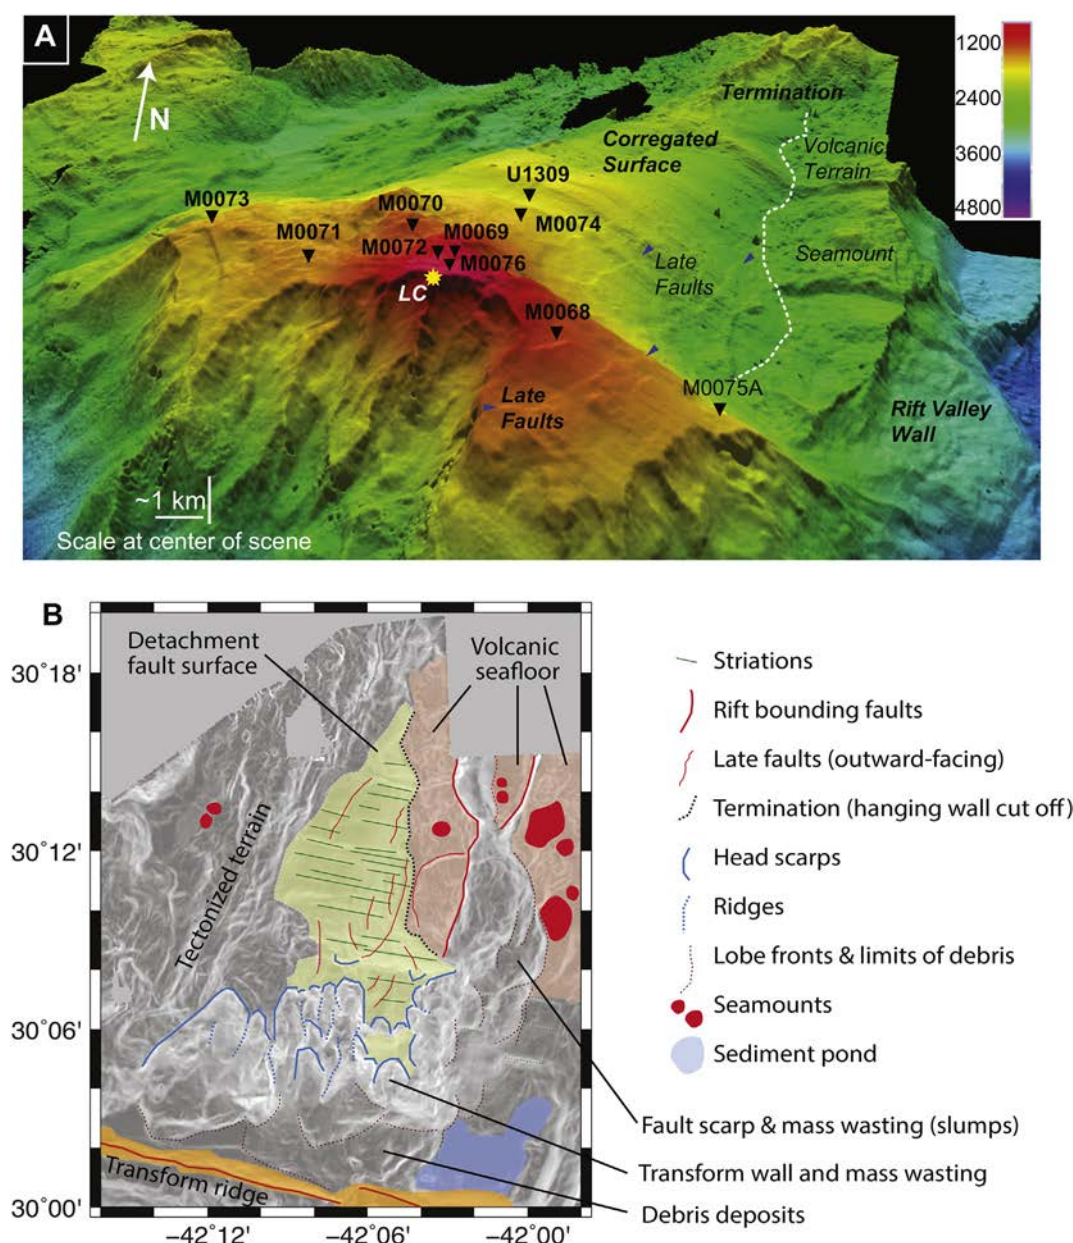 A
N
1200
2400
3600
4800
Termination
Corregated
Surface
Volcanic
Terrain
U1309
M0073
M0070
M0074
M0071
M0072
M0069
M0076
Late
Faults
Seamount
LC
M0068
M0075A
Late
Faults
Rift Valley
Wall
~1 km
Scale at center of scene
B
Detachment
fault surface
Volcanic
seafloor
30°18'
30°12'
30°06'
30°00'
Tectonized terrain
Transform ridge
−42°12'
−42°06'
−42°00'
Striations
Rift bounding faults
Late faults (outward-facing)
Termination (hanging wall cut off)
Head scarps
Ridges
Lobe fronts & limits of debris
Seamounts
Sediment pond
Fault scarp & mass wasting (slumps)
Transform wall and mass wasting
Debris deposits